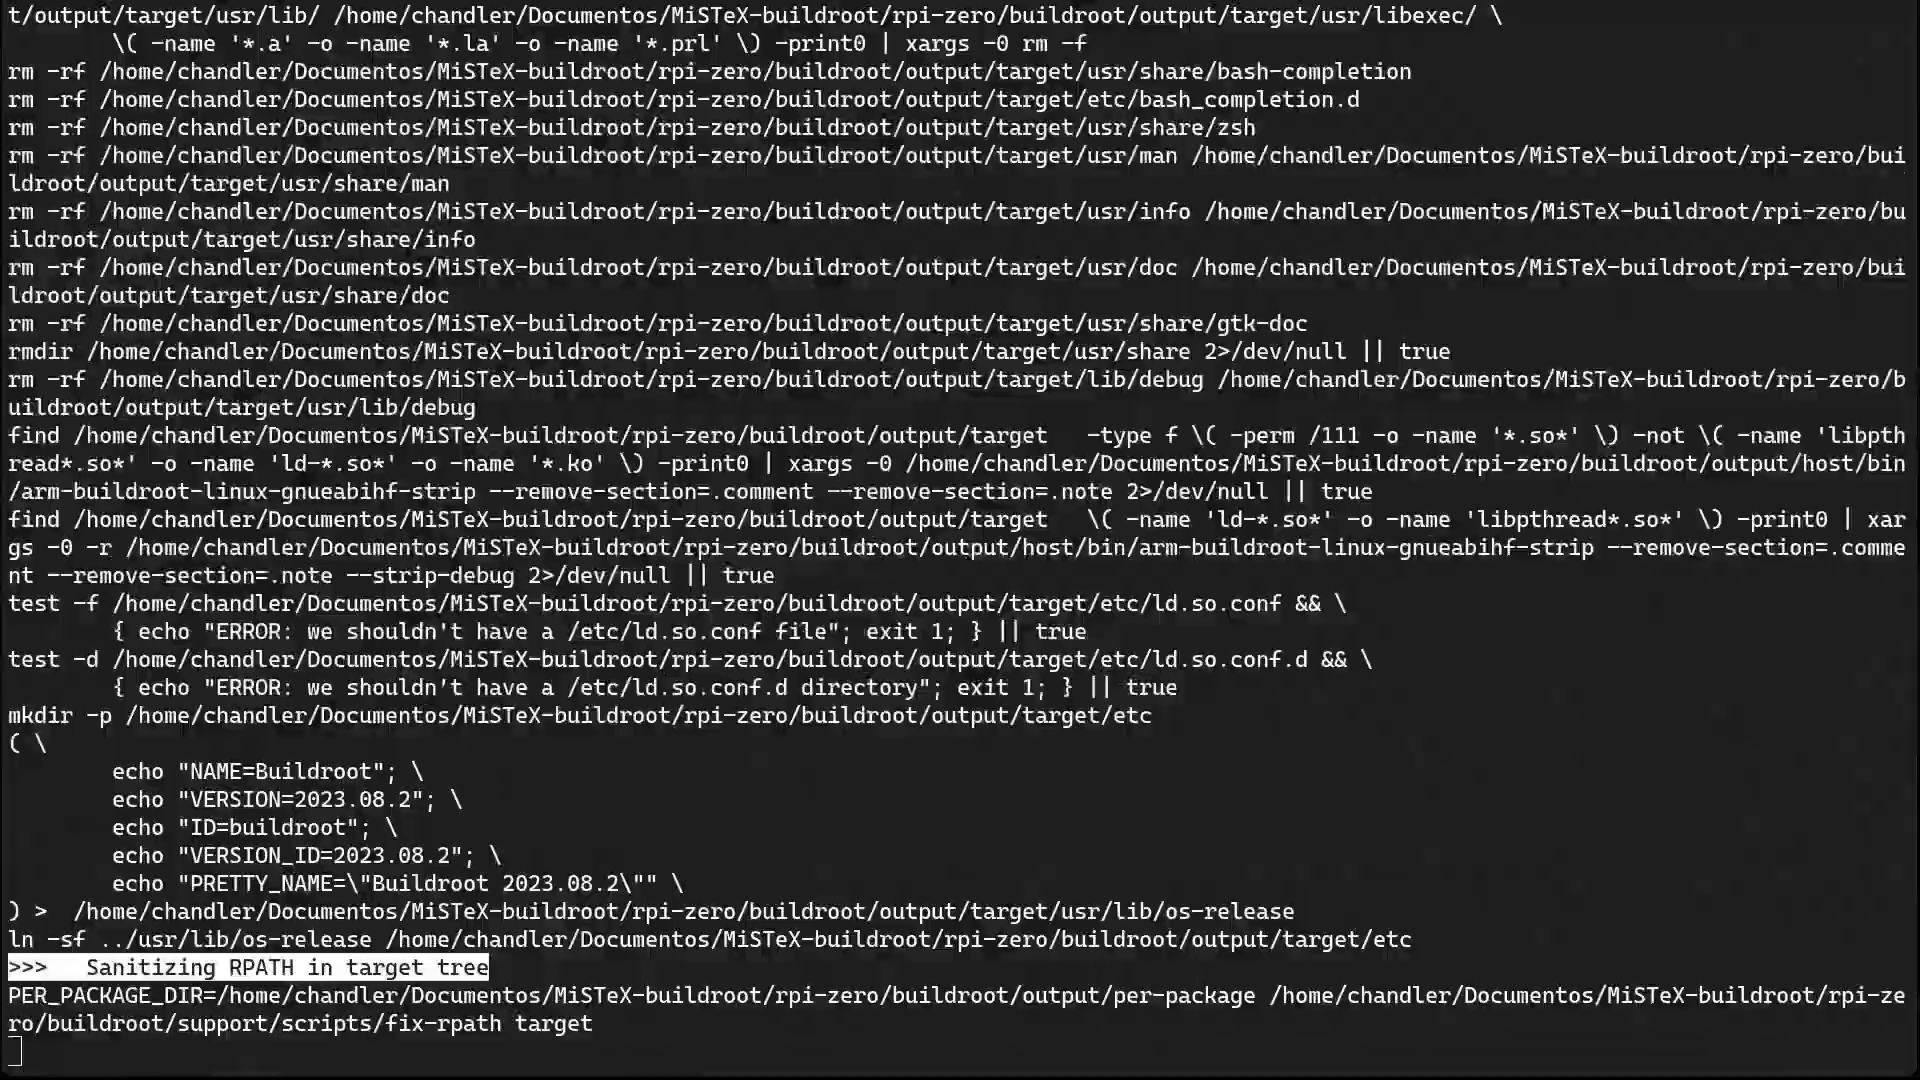 t/output/target/usr/lib/ /home/chandler/Documentos/MiSTeX-buildroot/rpi-zero/buildroot/output/target/usr/libexec/ \
        \( -name '*.a' -o -name '*.la' -o -name '*.prl' \) -print0 | xargs -0 rm -f
rm -rf /home/chandler/Documentos/MiSTeX-buildroot/rpi-zero/buildroot/output/target/usr/share/bash-completion
rm -rf /home/chandler/Documentos/MiSTeX-buildroot/rpi-zero/buildroot/output/target/etc/bash_completion.d
rm -rf /home/chandler/Documentos/MiSTeX-buildroot/rpi-zero/buildroot/output/target/usr/share/zsh
rm -rf /home/chandler/Documentos/MiSTeX-buildroot/rpi-zero/buildroot/output/target/usr/man /home/chandler/Documentos/MiSTeX-buildroot/rpi-zero/bui
ldroot/output/target/usr/share/man
rm -rf /home/chandler/Documentos/MiSTeX-buildroot/rpi-zero/buildroot/output/target/usr/info /home/chandler/Documentos/MiSTeX-buildroot/rpi-zero/bu
ildroot/output/target/usr/share/info
rm -rf /home/chandler/Documentos/MiSTeX-buildroot/rpi-zero/buildroot/output/target/usr/doc /home/chandler/Documentos/MiSTeX-buildroot/rpi-zero/bui
ldroot/output/target/usr/share/doc
rm -rf /home/chandler/Documentos/MiSTeX-buildroot/rpi-zero/buildroot/output/target/usr/share/gtk-doc
rmdir /home/chandler/Documentos/MiSTeX-buildroot/rpi-zero/buildroot/output/target/usr/share 2>/dev/null || true
rm -rf /home/chandler/Documentos/MiSTeX-buildroot/rpi-zero/buildroot/output/target/lib/debug /home/chandler/Documentos/MiSTeX-buildroot/rpi-zero/b
uildroot/output/target/usr/lib/debug
find /home/chandler/Documentos/MiSTeX-buildroot/rpi-zero/buildroot/output/target   -type f \( -perm /111 -o -name '*.so*' \) -not \( -name 'libpth
read*.so*' -o -name 'ld-*.so*' -o -name '*.ko' \) -print0 | xargs -0 /home/chandler/Documentos/MiSTeX-buildroot/rpi-zero/buildroot/output/host/bin
/arm-buildroot-linux-gnueabihf-strip --remove-section=.comment --remove-section=.note 2>/dev/null || true
find /home/chandler/Documentos/MiSTeX-buildroot/rpi-zero/buildroot/output/target   \( -name 'ld-*.so*' -o -name 'libpthread*.so*' \) -print0 | xar
gs -0 -r /home/chandler/Documentos/MiSTeX-buildroot/rpi-zero/buildroot/output/host/bin/arm-buildroot-linux-gnueabihf-strip --remove-section=.comme
nt --remove-section=.note --strip-debug 2>/dev/null || true
test -f /home/chandler/Documentos/MiSTeX-buildroot/rpi-zero/buildroot/output/target/etc/ld.so.conf && \
        { echo "ERROR: we shouldn't have a /etc/ld.so.conf file"; exit 1; } || true
test -d /home/chandler/Documentos/MiSTeX-buildroot/rpi-zero/buildroot/output/target/etc/ld.so.conf.d && \
        { echo "ERROR: we shouldn't have a /etc/ld.so.conf.d directory"; exit 1; } || true
mkdir -p /home/chandler/Documentos/MiSTeX-buildroot/rpi-zero/buildroot/output/target/etc
( \
        echo "NAME=Buildroot"; \
        echo "VERSION=2023.08.2"; \
        echo "ID=buildroot"; \
        echo "VERSION_ID=2023.08.2"; \
        echo "PRETTY_NAME=\"Buildroot 2023.08.2\"" \
) >  /home/chandler/Documentos/MiSTeX-buildroot/rpi-zero/buildroot/output/target/usr/lib/os-release
ln -sf ../usr/lib/os-release /home/chandler/Documentos/MiSTeX-buildroot/rpi-zero/buildroot/output/target/etc
>>>   Sanitizing RPATH in target tree
PER_PACKAGE_DIR=/home/chandler/Documentos/MiSTeX-buildroot/rpi-zero/buildroot/output/per-package /home/chandler/Documentos/MiSTeX-buildroot/rpi-ze
ro/buildroot/support/scripts/fix-rpath target